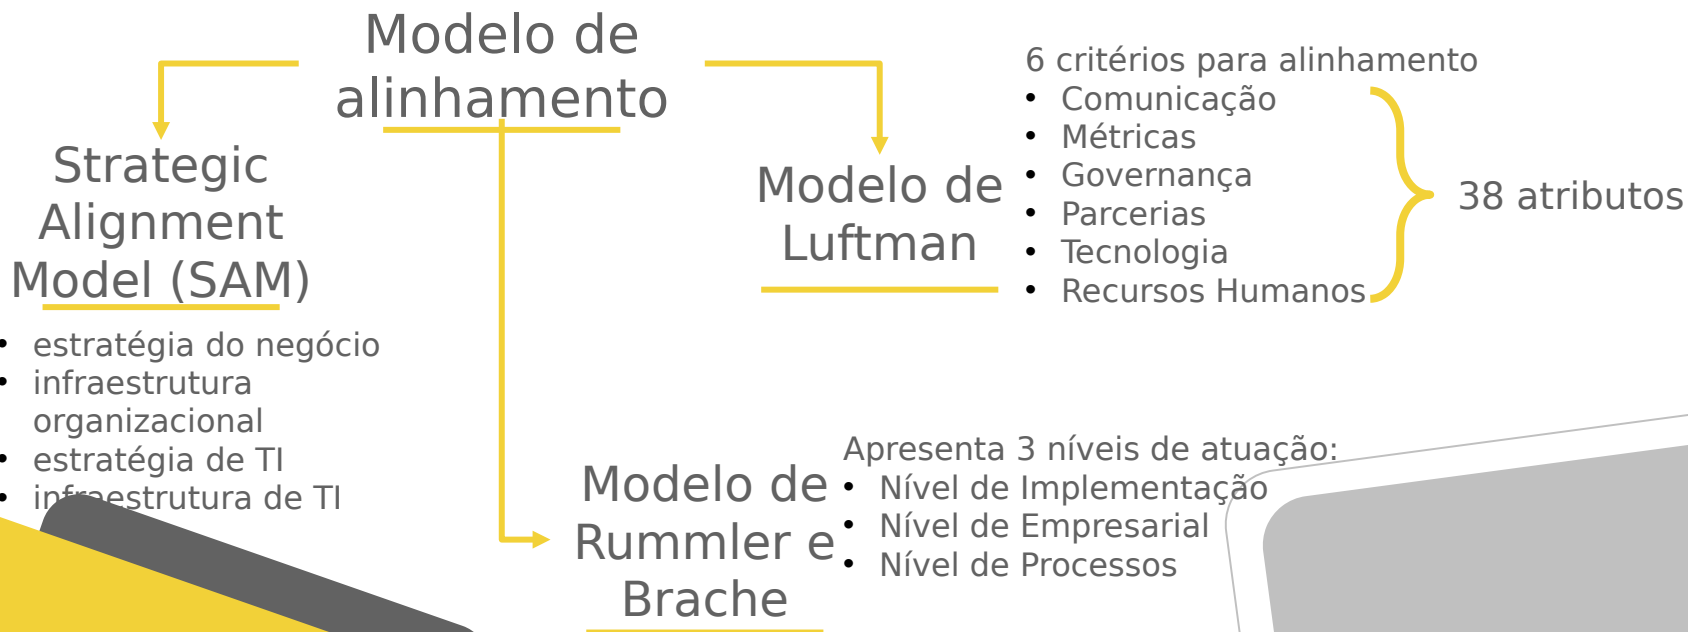 Modelo de
alinhamento
Strategic
Alignment
Model (SAM)
• estratégia do negócio
• infraestrutura
organizacional
• estratégia de TI
• infraestrutura de TI
Modelo de
Luftman
6 critérios para alinhamento
• Comunicação
• Métricas
• Governança
• Parcerias
• Tecnologia
• Recursos Humanos
38 atributos
Modelo de
Rummler e
Brache
Apresenta 3 níveis de atuação:
• Nível de Implementação
• Nível de Empresarial
• Nível de Processos